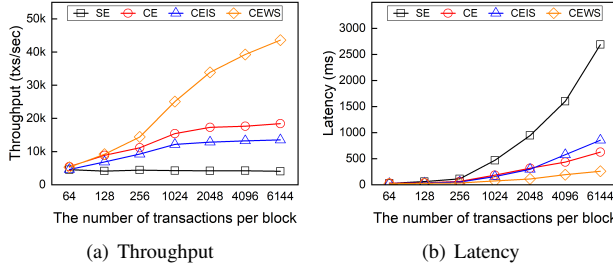 SE CE CEIS CEWS
Throughput (txs/sec)
50k
40k
30k
20k
10k
0
64 128 256 1024 2048 4096 6144
The number of transactions per block
(a) Throughput
SE CE CEIS CEWS
Latency (ms)
3000
2500
2000
1500
1000
500
0
64 128 256 1024 2048 4096 6144
The number of transactions per block
(b) Latency